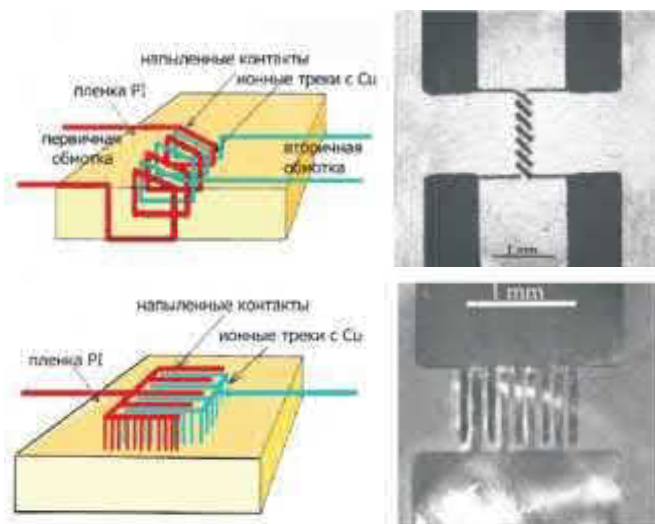 напыленные контакты
ионные треки с Cu
пленка PI
первичная
обмотка
вторичная
обмотка
1 mm
1 mm
напыленные контакты
ионные треки с Cu
пленка PI